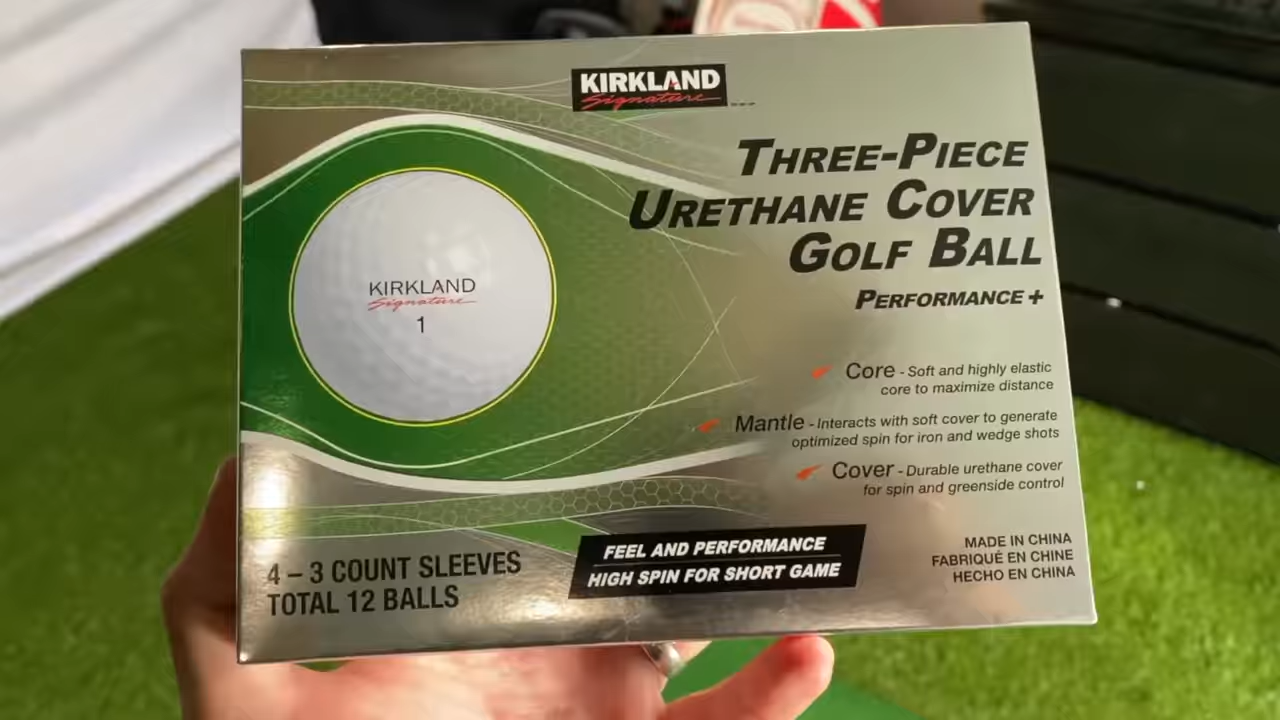 KIRKLAND
Signature
THREE-PIECE
URETHANE COVER
GOLF BALL
PERFORMANCE+
KIRKLAND
Signature
1
Core - Soft and highly elastic
core to maximize distance
Mantle - Interacts with soft cover to generate
optimized spin for iron and wedge shots
Cover - Durable urethane cover
for spin and greenside control
4 – 3 COUNT SLEEVES
TOTAL 12 BALLS
FEEL AND PERFORMANCE
HIGH SPIN FOR SHORT GAME
MADE IN CHINA
FABRIQUÉ EN CHINE
HECHO EN CHINA